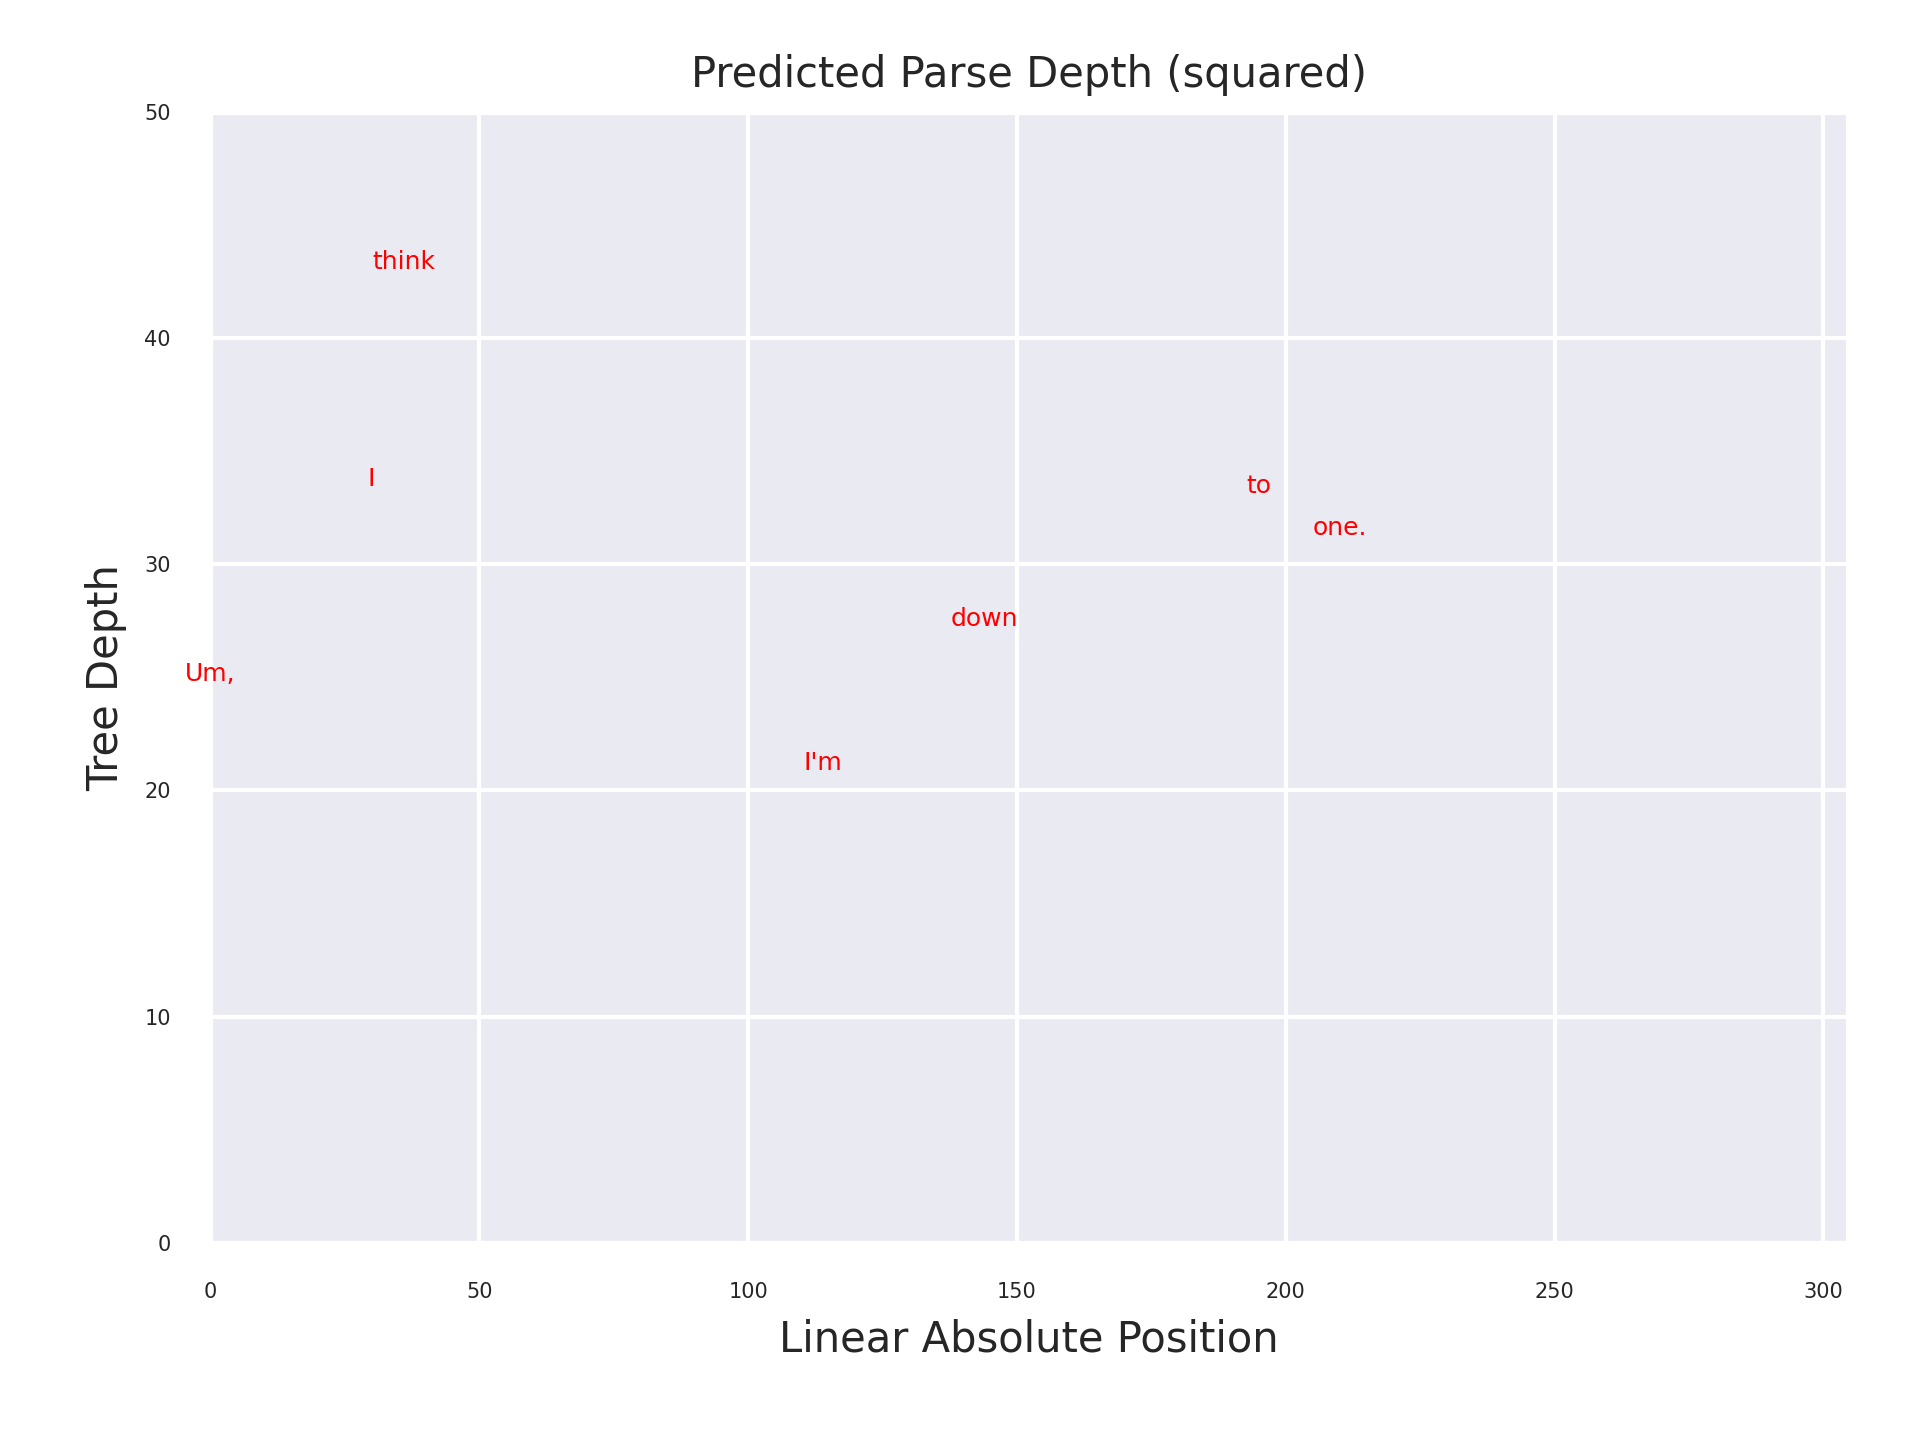 Predicted Parse Depth (squared)
50
think
40
I
to
one.
30
down
Um,
I'm
20
10
0
Tree Depth
0 50 100 150 200 250 300
Linear Absolute Position